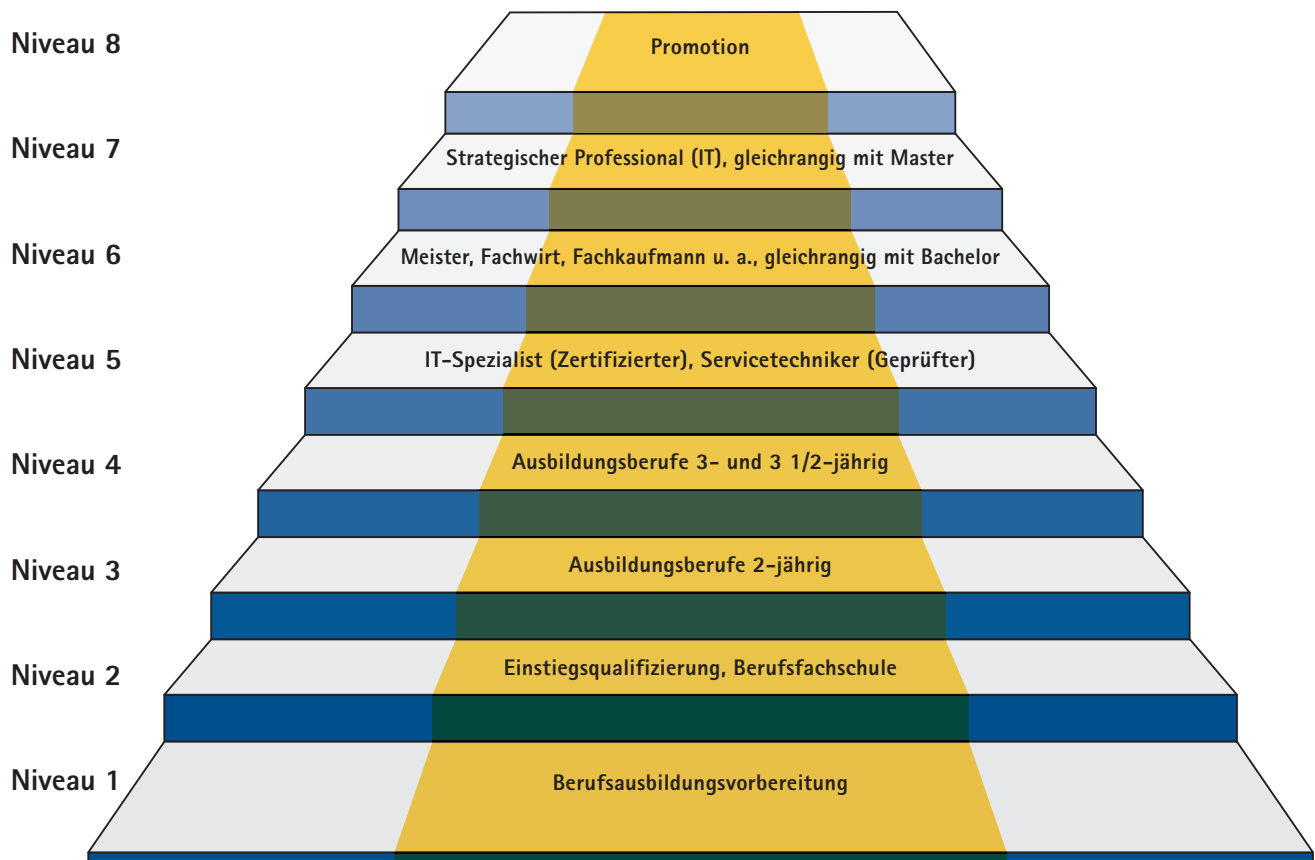 Niveau 8
Promotion
Niveau 7
Strategischer Professional (IT), gleichrangig mit Master
Niveau 6
Meister, Fachwirt, Fachkaufmann u. a., gleichrangig mit Bachelor
Niveau 5
IT-Spezialist (Zertifizierter), Servicetechniker (Geprüfter)
Niveau 4
Ausbildungsberufe 3- und 3 1/2-jährig
Niveau 3
Ausbildungsberufe 2-jährig
Niveau 2
Einstiegsqualifizierung, Berufsfachschule
Niveau 1
Berufsausbildungsvorbereitung